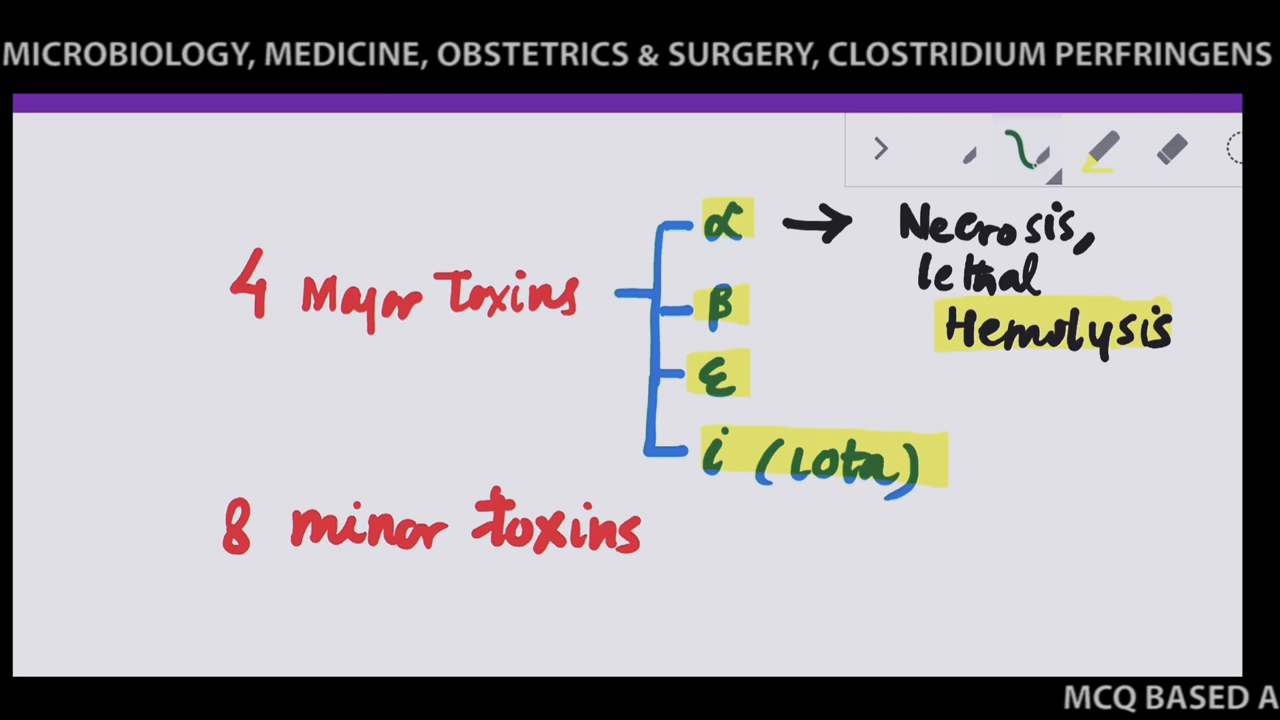 MICROBIOLOGY, MEDICINE, OBSTETRICS & SURGERY, CLOSTRIDIUM PERFRINGENS
α → Necrosis,
lethal
Hemolysis
4 Major Toxins
β
ε
i (iota)
8 minor toxins
MCQ BASED A